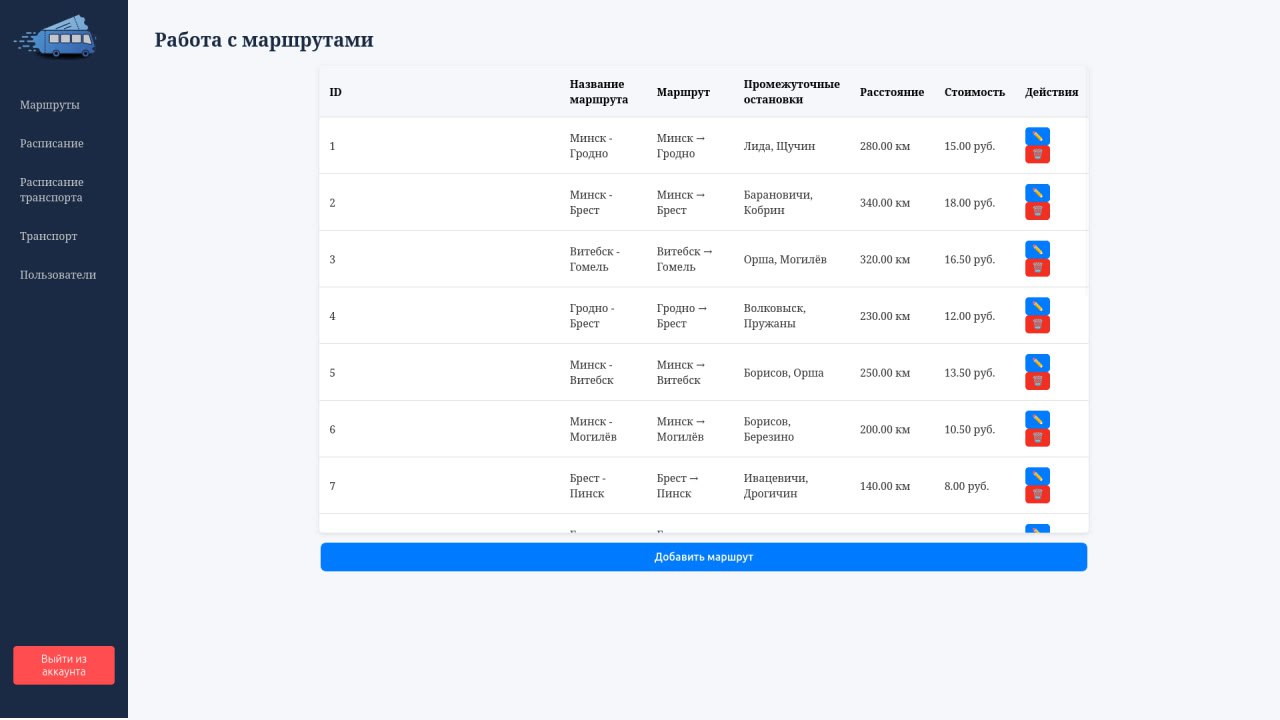 Работа с маршрутами
Маршруты
Расписание
Расписание
транспорта
Транспорт
Пользователи
Выйти из
аккаунта
ID
Название
маршрута
Маршрут
Промежуточные
остановки
Расстояние
Стоимость
Действия
1
Минск -
Гродно
Минск →
Гродно
Лида, Щучин
280.00 км
15.00 руб.
2
Минск -
Брест
Минск →
Брест
Барановичи,
Кобрин
340.00 км
18.00 руб.
3
Витебск -
Гомель
Витебск →
Гомель
Орша, Могилёв
320.00 км
16.50 руб.
4
Гродно -
Брест
Гродно →
Брест
Волковыск,
Пружаны
230.00 км
12.00 руб.
5
Минск -
Витебск
Минск →
Витебск
Борисов, Орша
250.00 км
13.50 руб.
6
Минск -
Могилёв
Минск →
Могилёв
Борисов,
Березино
200.00 км
10.50 руб.
7
Брест -
Пинск
Брест →
Пинск
Ивацевичи,
Дрогичин
140.00 км
8.00 руб.
Добавить маршрут